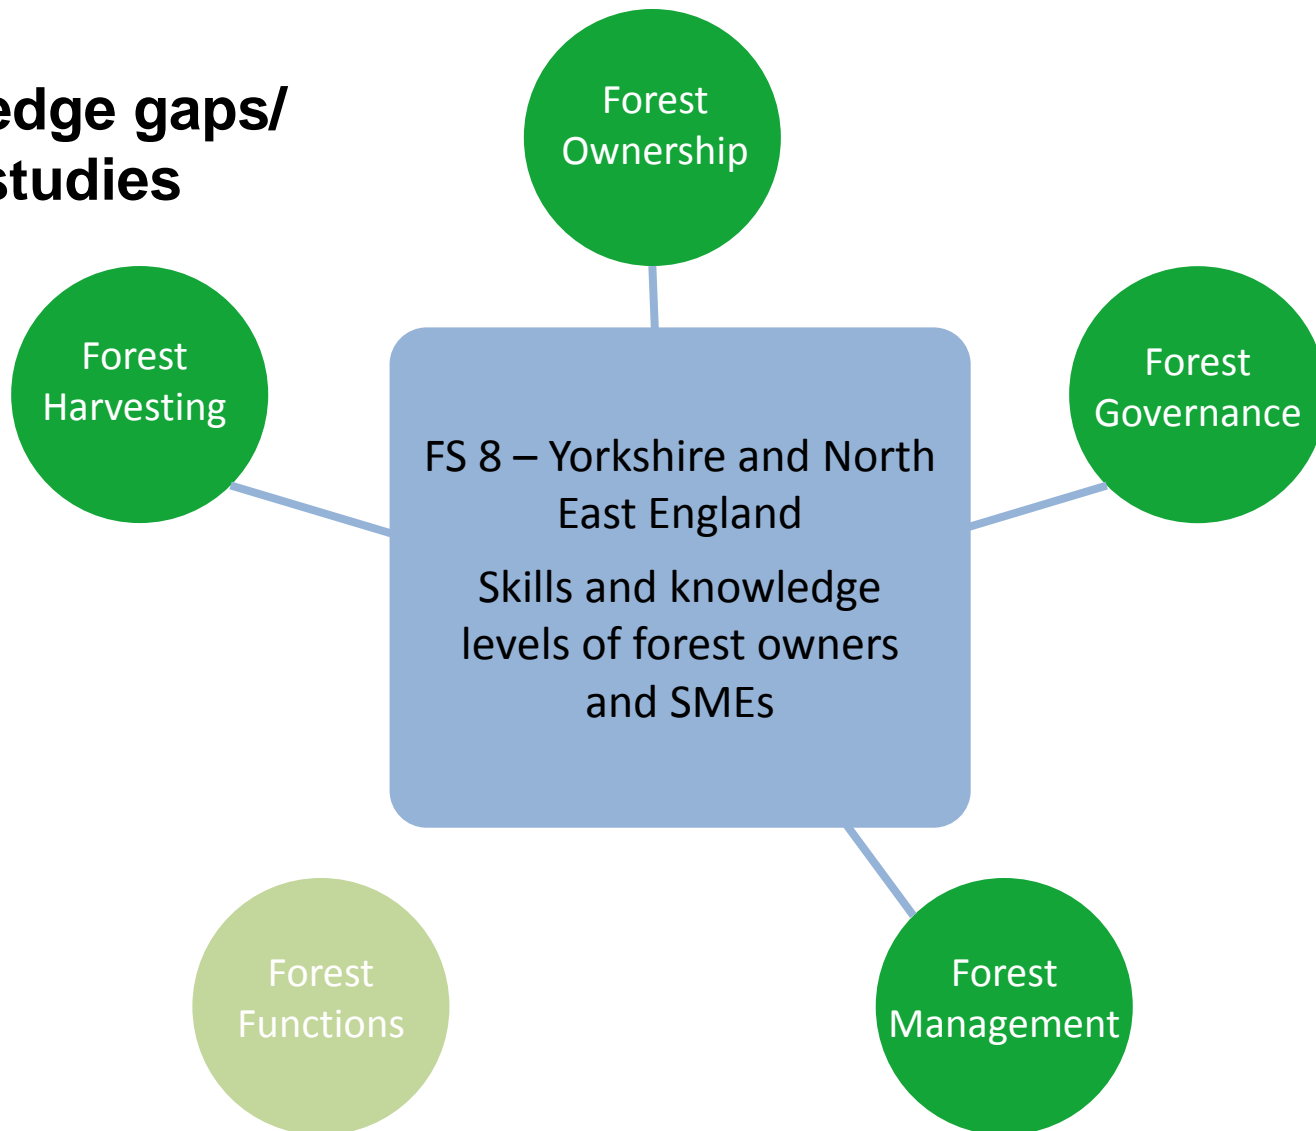 edge gaps/
studies
Forest
Ownership
Forest
Harvesting
Forest
Governance
FS 8 – Yorkshire and North
East England
Skills and knowledge
levels of forest owners
and SMEs
Forest
Functions
Forest
Management